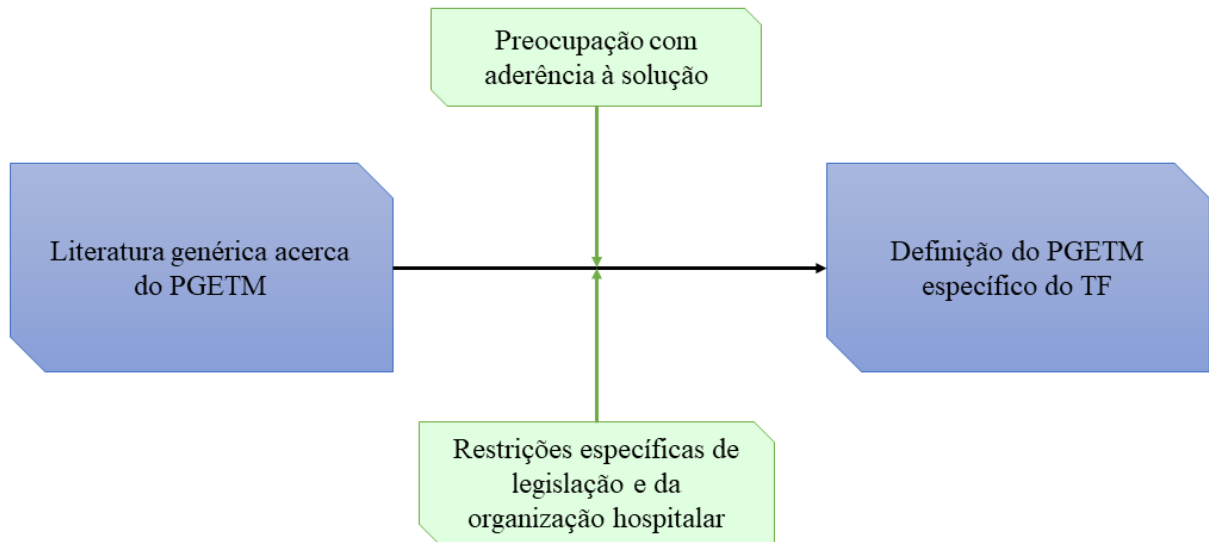 Preocupação com
aderência à solução
Literatura genérica acerca
do PGETM
Definição do PGETM
específico do TF
Restrições específicas de
legislação e da
organização hospitalar